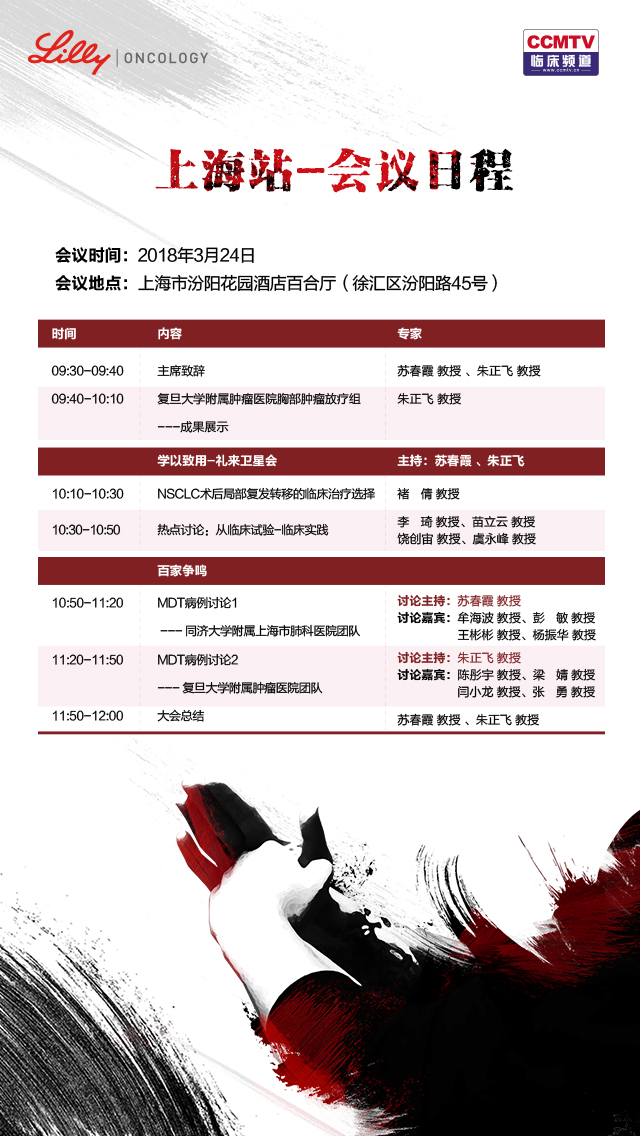 Lilly | ONCOLOGY
CCMTV
临床频道
www.ccmtv.cn
上海站-会议日程
会议时间：2018年3月24日
会议地点：上海市汾阳花园酒店百合厅（徐汇区汾阳路45号）
时间 内容 专家
09:30-09:40 主席致辞 苏春霞 教授 、朱正飞 教授
09:40-10:10 复旦大学附属肿瘤医院胸部肿瘤放疗组 朱正飞 教授
---成果展示
学以致用-礼来卫星会 主持：苏春霞 、朱正飞
10:10-10:30 NSCLC术后局部复发转移的临床治疗选择 褚 倩 教授
10:30-10:50 热点讨论：从临床试验-临床实践 李 琦 教授、苗立云 教授
饶创宙 教授、虞永峰 教授
百家争鸣
10:50-11:20 MDT病例讨论1 讨论主持：苏春霞 教授
--- 同济大学附属上海市肺科医院团队 讨论嘉宾：牟海波 教授、彭 敏 教授
王彬彬 教授、杨振华 教授
11:20-11:50 MDT病例讨论2 讨论主持：朱正飞 教授
--- 复旦大学附属肿瘤医院团队 讨论嘉宾：陈彤宇 教授、梁 婧 教授
闫小龙 教授、张 勇 教授
11:50-12:00 大会总结 苏春霞 教授 、朱正飞 教授